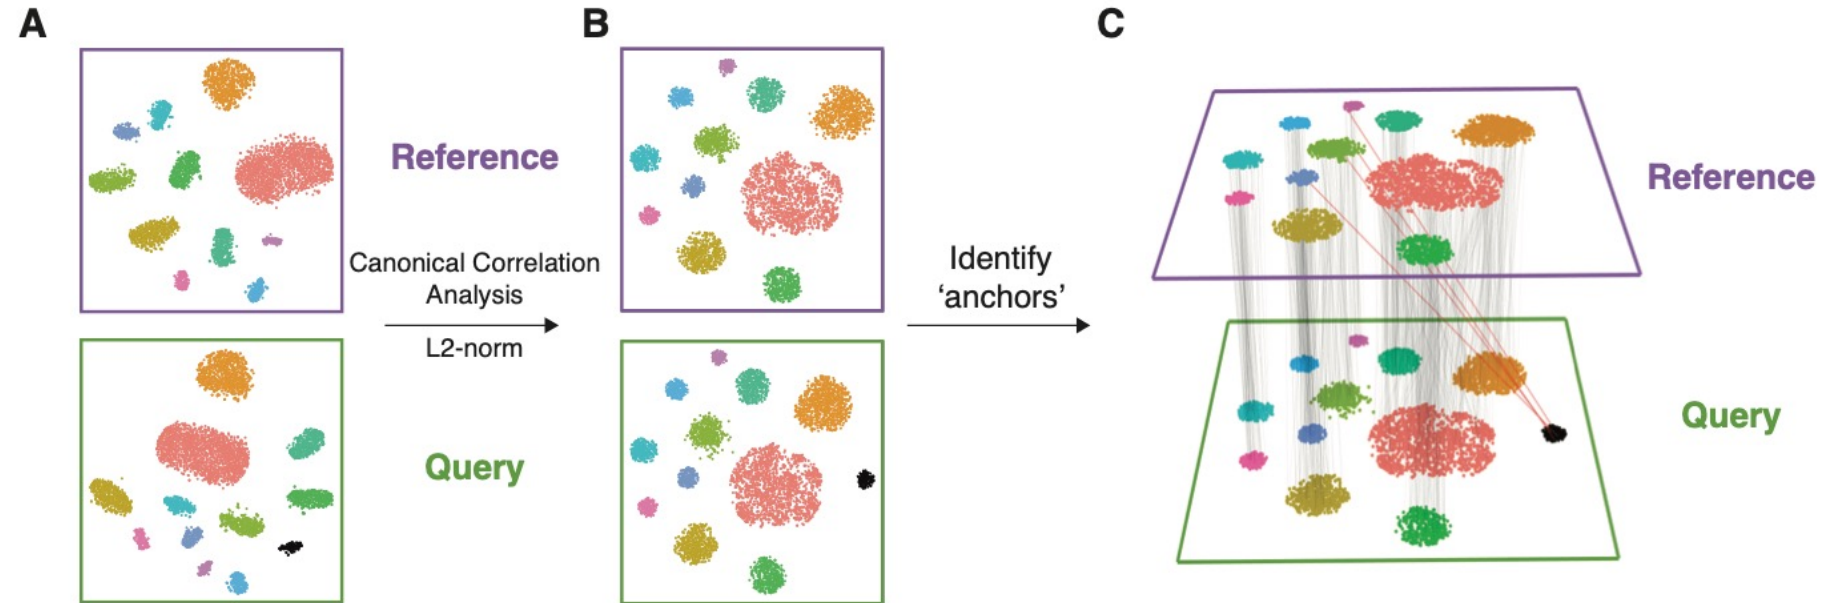 A
B
C
Reference
Canonical Correlation
Analysis
L2-norm
Query
Identify
‘anchors’
Reference
Query